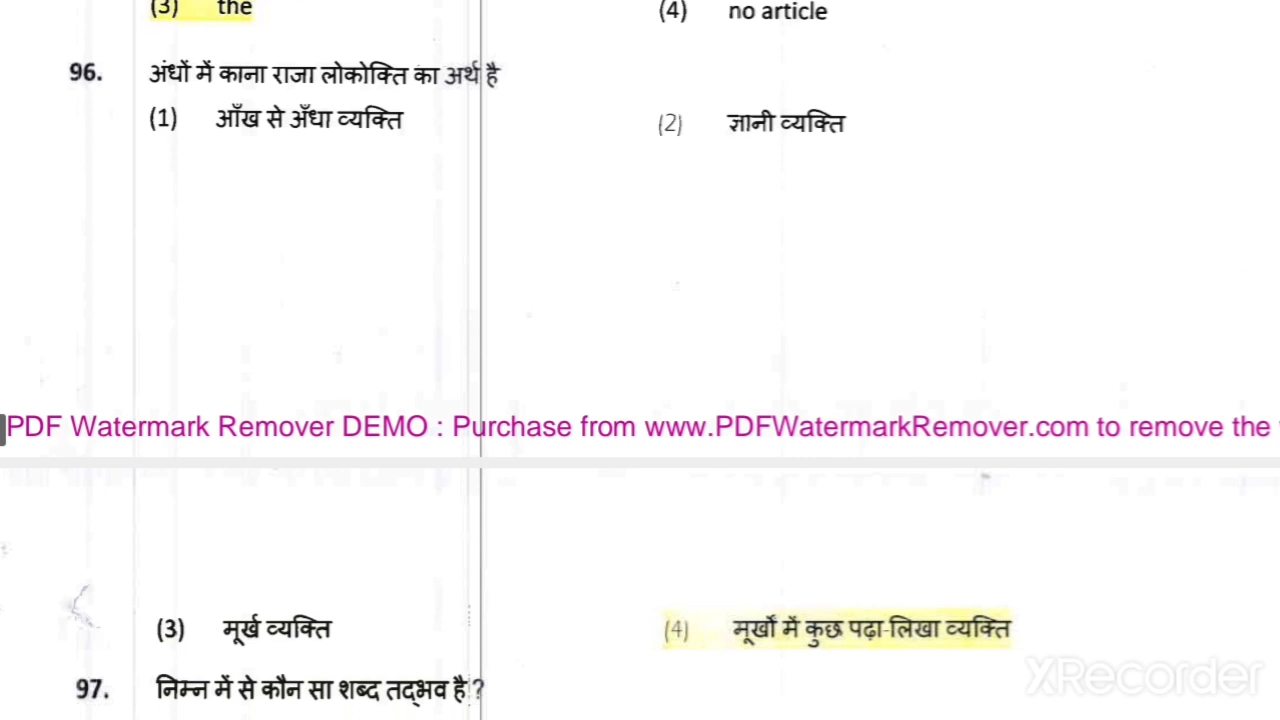 (3) the (4) no article
96. अंधों में काना राजा लोकोक्ति का अर्थ है
(1) आँख से अँधा व्यक्ति (2) ज्ञानी व्यक्ति
PDF Watermark Remover DEMO : Purchase from www.PDFWatermarkRemover.com to remove the
(3) मूर्ख व्यक्ति (4) मूर्खों में कुछ पढ़ा-लिखा व्यक्ति
XRecorder
97. निम्न में से कौन सा शब्द तद्भव है ?